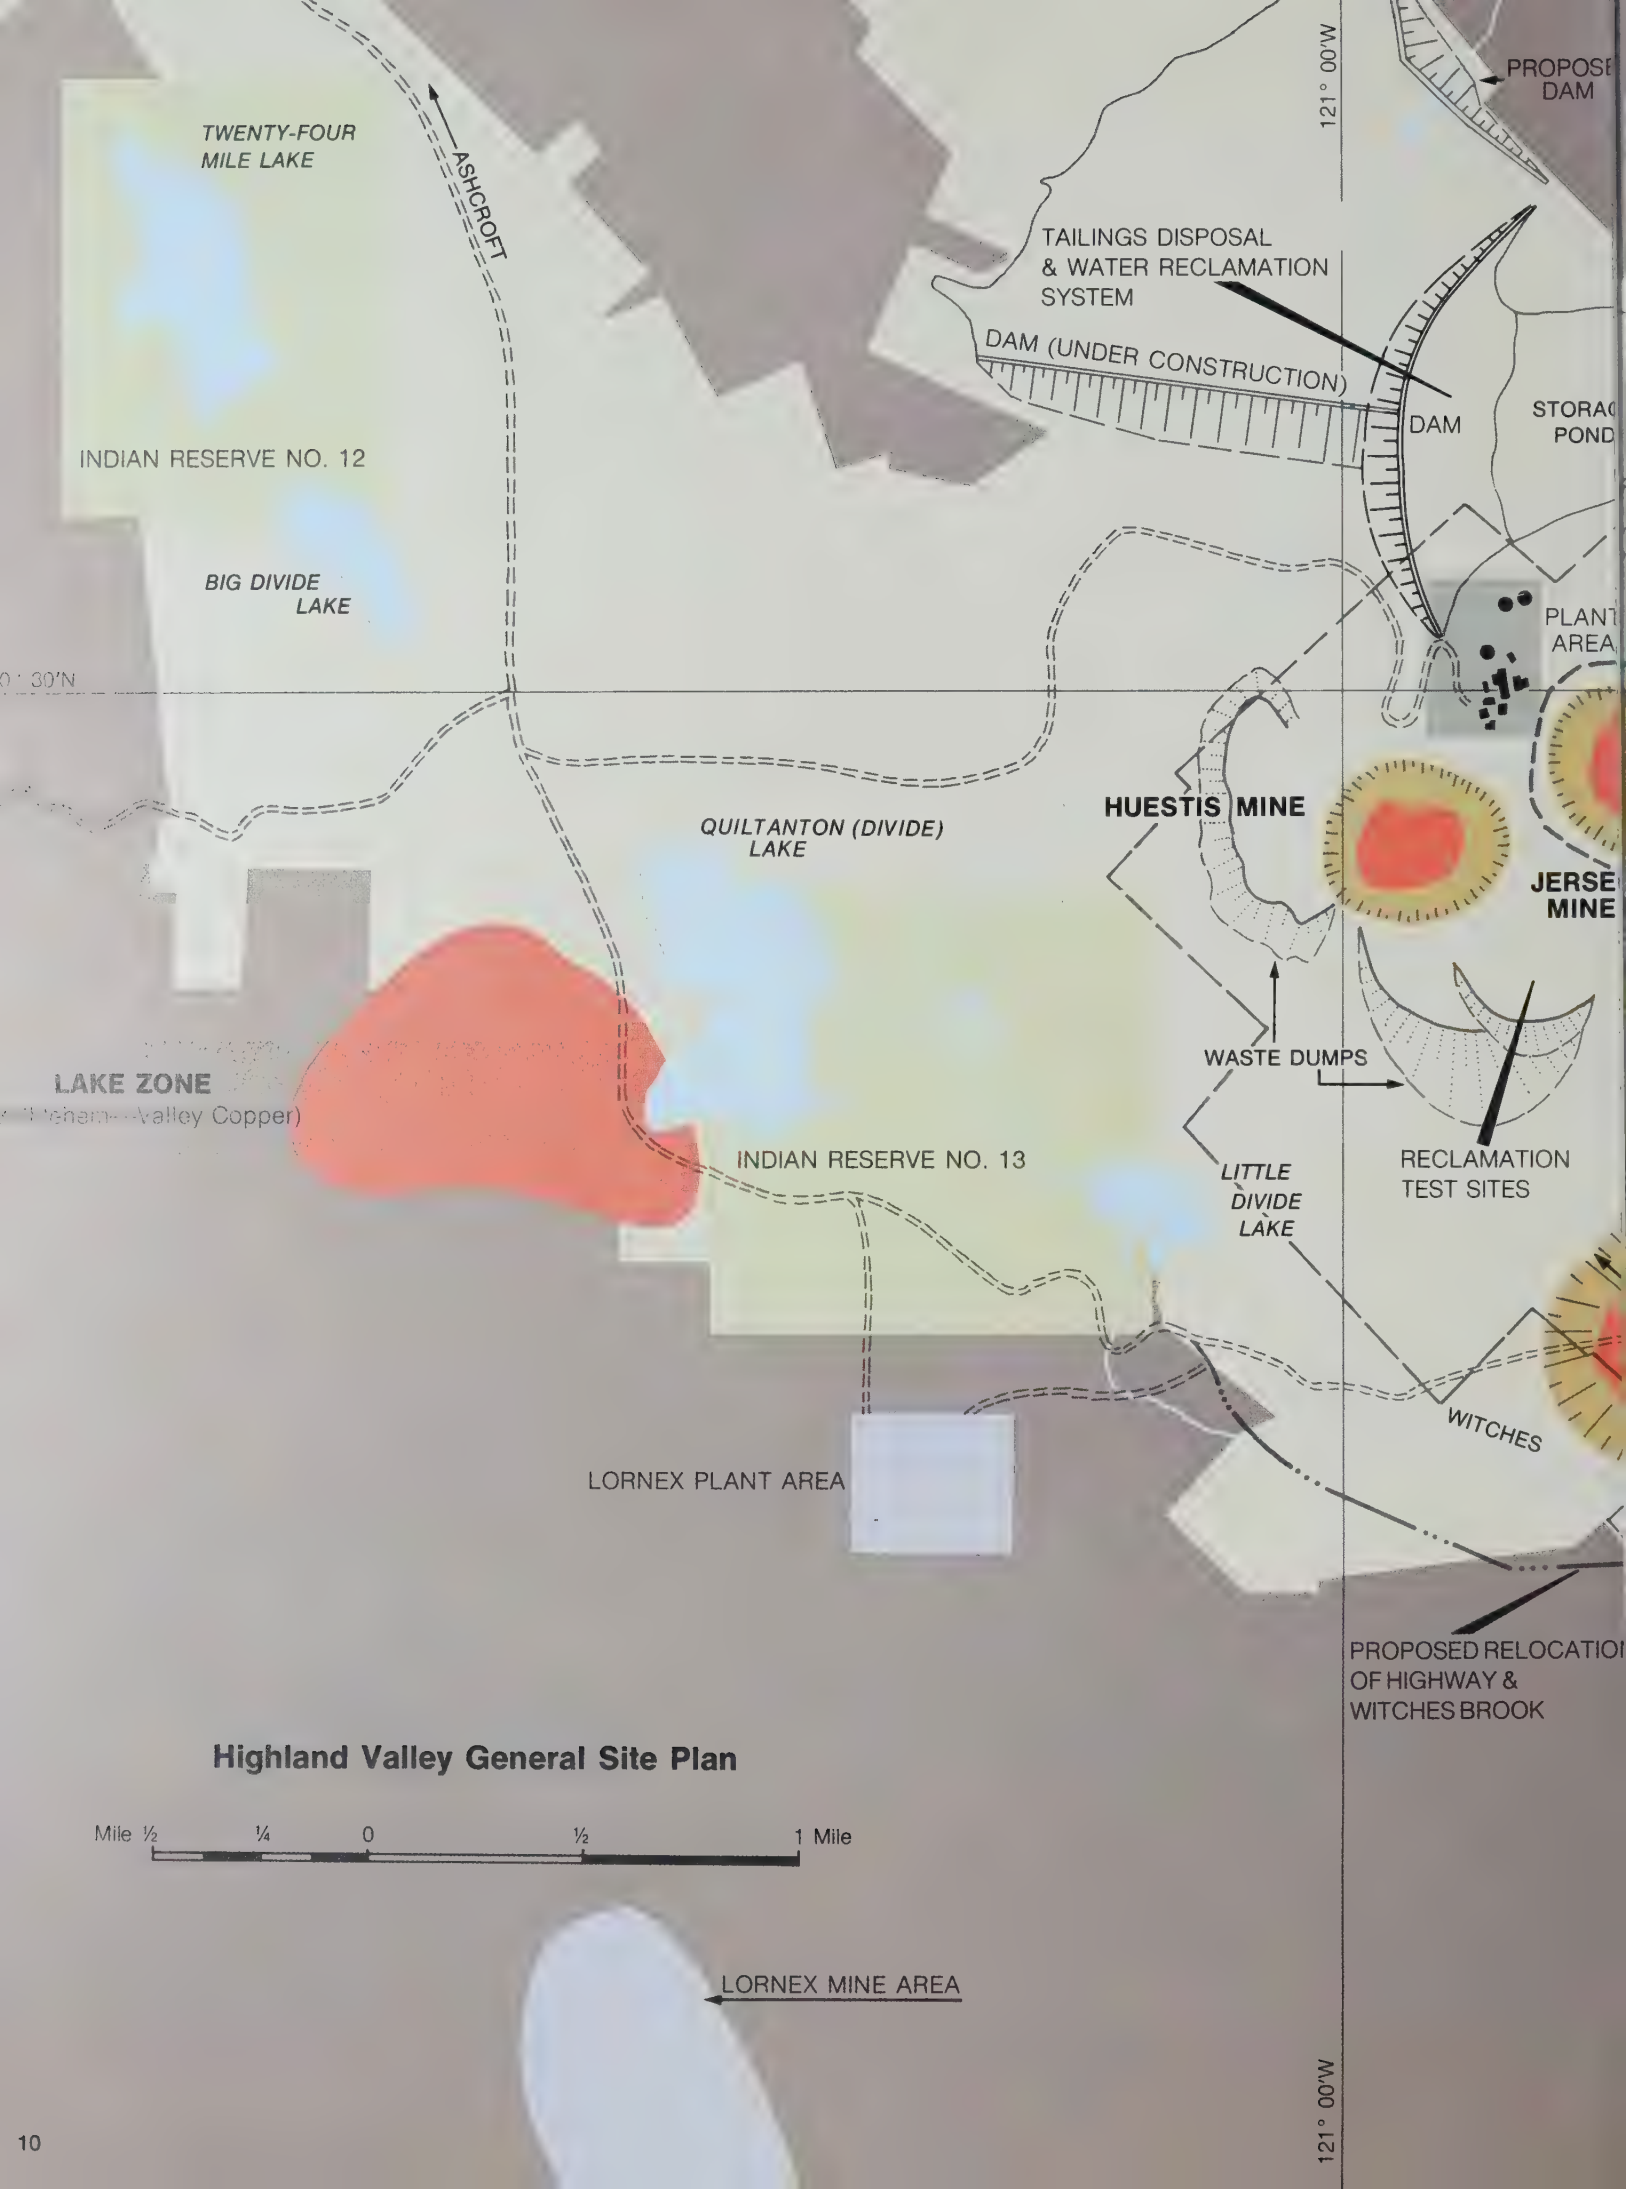 121° 00'W
PROPOSE
DAM
TWENTY-FOUR
MILE LAKE
ASHCROFT
TAILINGS DISPOSAL
& WATER RECLAMATION
SYSTEM
DAM (UNDER CONSTRUCTION)
DAM
STORAG
POND
INDIAN RESERVE NO. 12
BIG DIVIDE
LAKE
PLANT
AREA
0° 30'N
HUESTIS MINE
QUILTANTON (DIVIDE)
LAKE
JERSE
MINE
WASTE DUMPS
LAKE ZONE
Valley Copper)
INDIAN RESERVE NO. 13
RECLAMATION
TEST SITES
LITTLE
DIVIDE
LAKE
WITCHES
LORNEX PLANT AREA
PROPOSED RELOCATIO
OF HIGHWAY &
WITCHES BROOK
Highland Valley General Site Plan
Mile ½ ¼ 0 ½ 1 Mile
LORNEX MINE AREA
121° 00'W
10